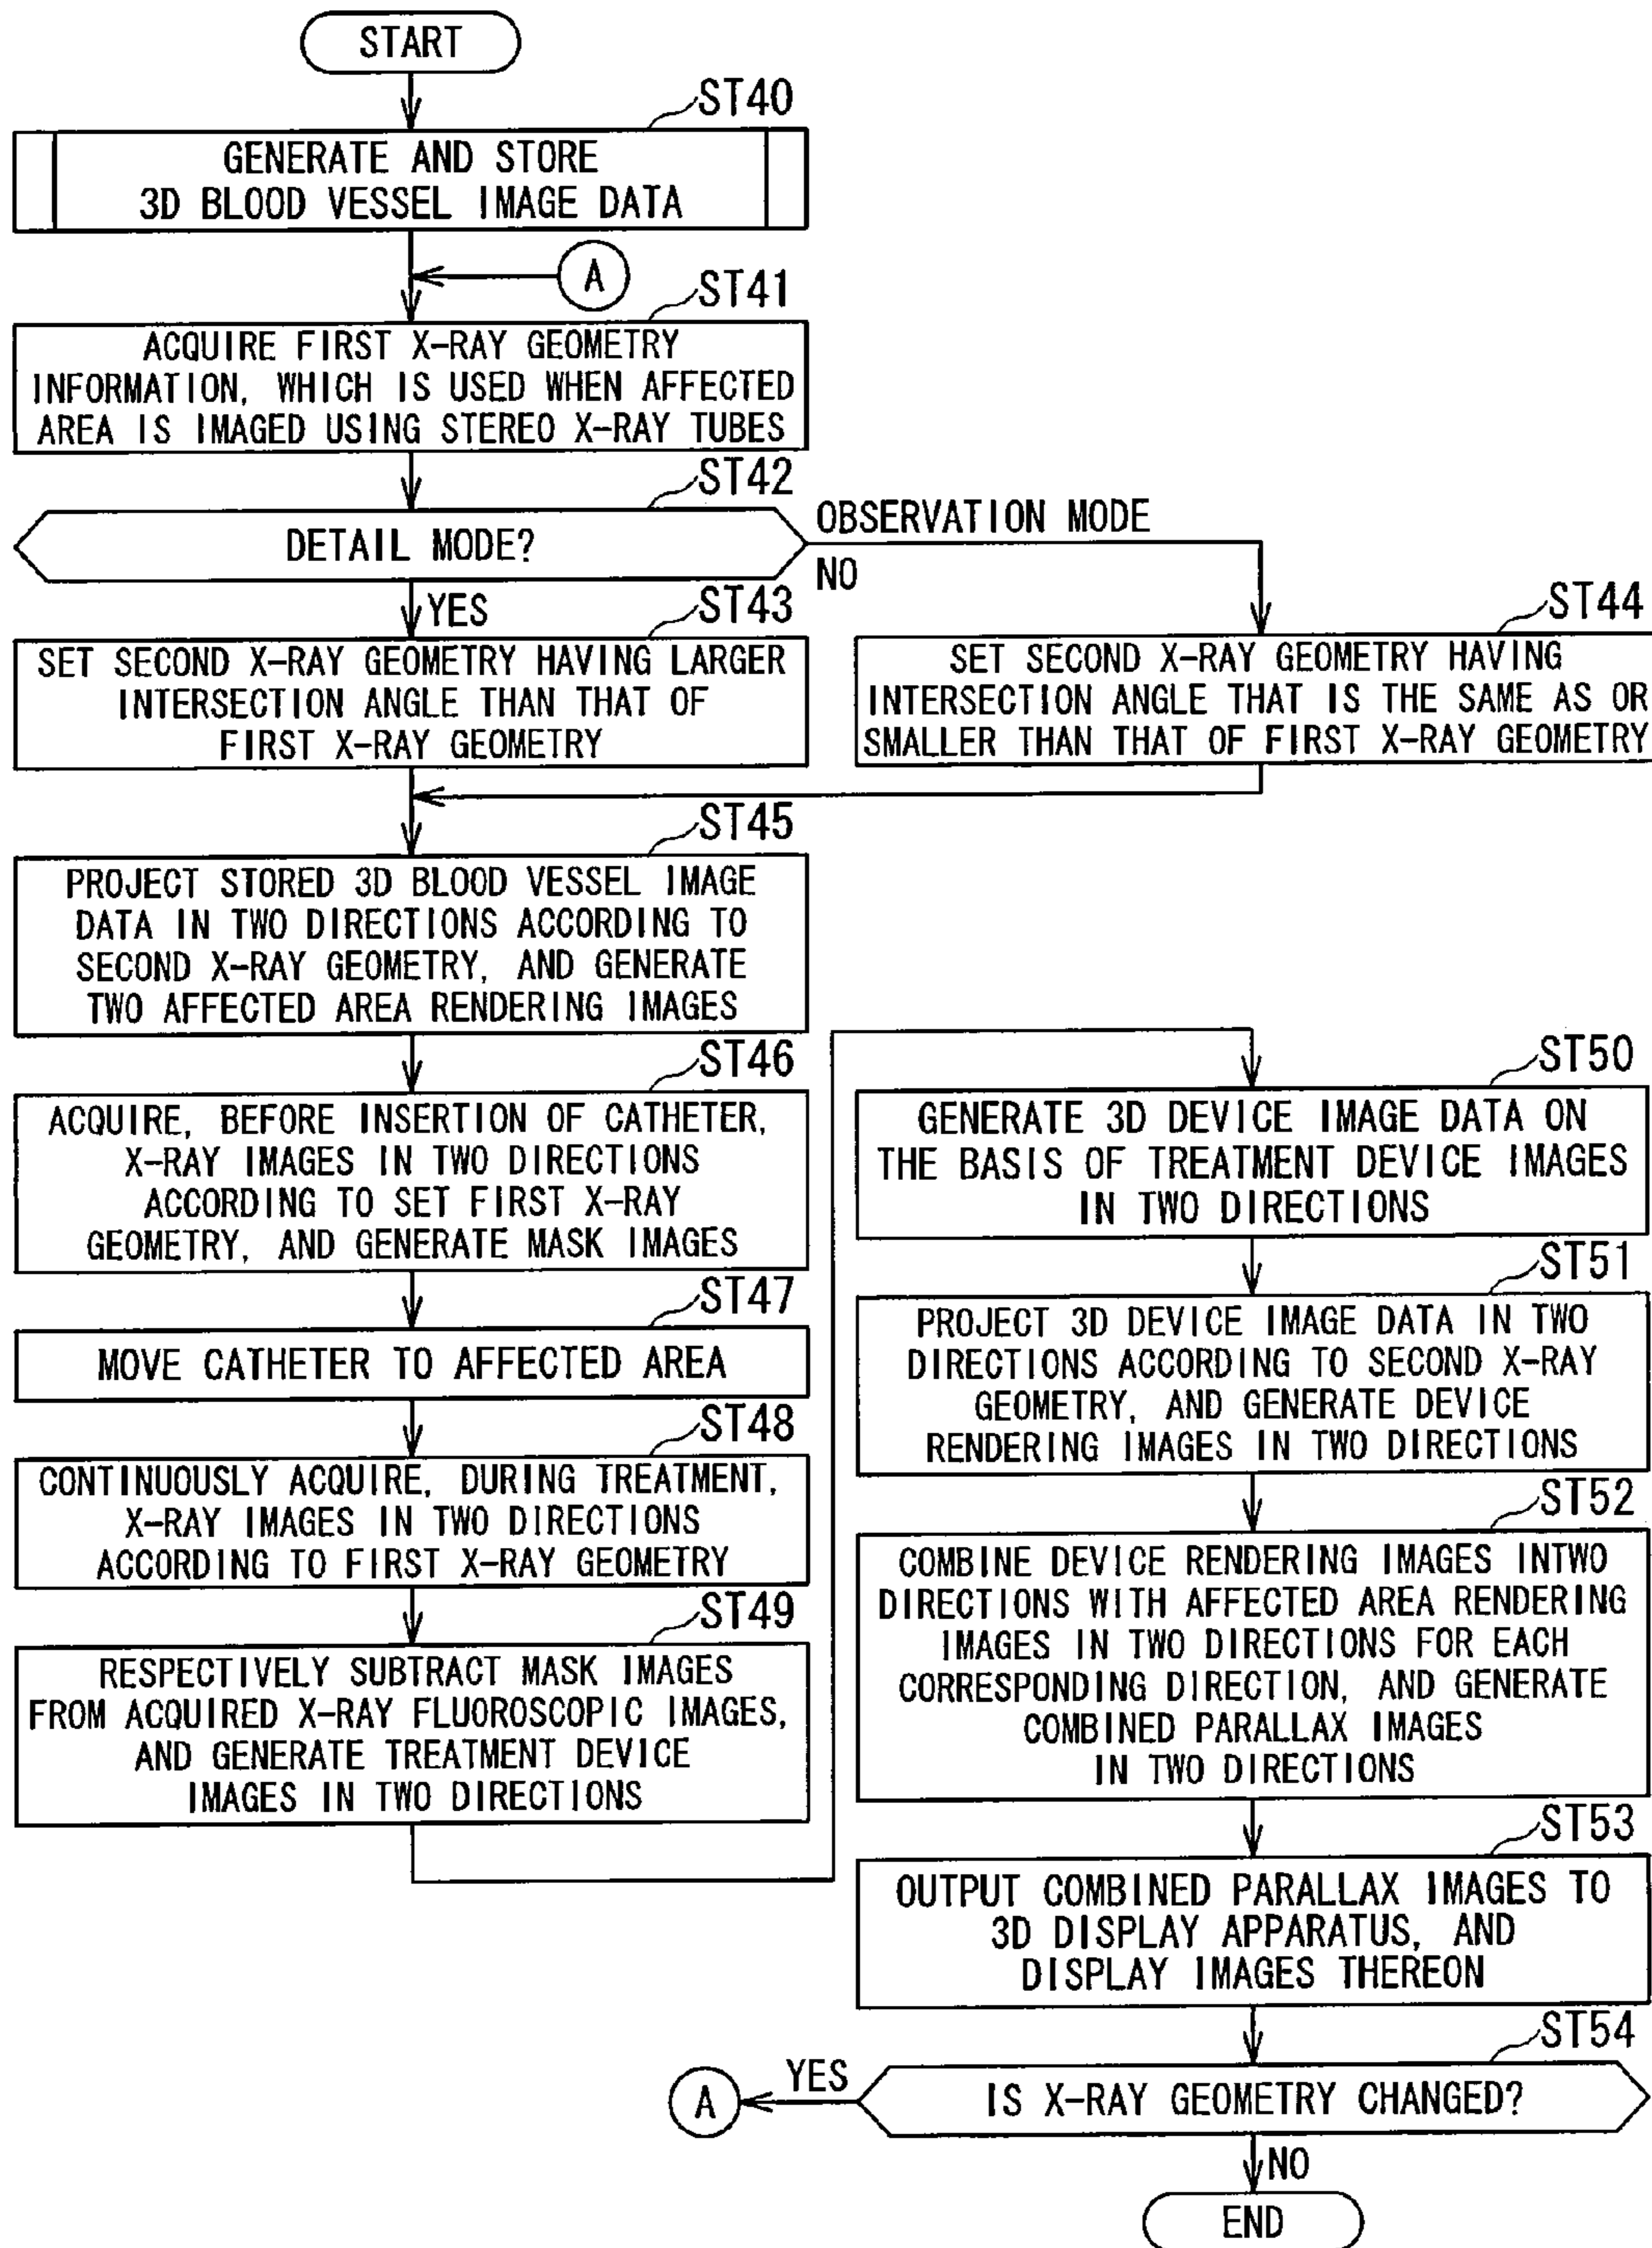 START
ST40
GENERATE AND STORE
3D BLOOD VESSEL IMAGE DATA
A
ST41
ACQUIRE FIRST X-RAY GEOMETRY
INFORMATION, WHICH IS USED WHEN AFFECTED
AREA IS IMAGED USING STEREO X-RAY TUBES
ST42
DETAIL MODE?
OBSERVATION MODE
NO
YES
ST43
SET SECOND X-RAY GEOMETRY HAVING LARGER
INTERSECTION ANGLE THAN THAT OF
FIRST X-RAY GEOMETRY
ST44
SET SECOND X-RAY GEOMETRY HAVING
INTERSECTION ANGLE THAT IS THE SAME AS OR
SMALLER THAN THAT OF FIRST X-RAY GEOMETRY
ST45
PROJECT STORED 3D BLOOD VESSEL IMAGE
DATA IN TWO DIRECTIONS ACCORDING TO
SECOND X-RAY GEOMETRY, AND GENERATE
TWO AFFECTED AREA RENDERING IMAGES
ST46
ACQUIRE, BEFORE INSERTION OF CATHETER,
X-RAY IMAGES IN TWO DIRECTIONS
ACCORDING TO SET FIRST X-RAY
GEOMETRY, AND GENERATE MASK IMAGES
ST47
MOVE CATHETER TO AFFECTED AREA
ST48
CONTINUOUSLY ACQUIRE, DURING TREATMENT,
X-RAY IMAGES IN TWO DIRECTIONS
ACCORDING TO FIRST X-RAY GEOMETRY
ST49
RESPECTIVELY SUBTRACT MASK IMAGES
FROM ACQUIRED X-RAY FLUOROSCOPIC IMAGES,
AND GENERATE TREATMENT DEVICE
IMAGES IN TWO DIRECTIONS
ST50
GENERATE 3D DEVICE IMAGE DATA ON
THE BASIS OF TREATMENT DEVICE IMAGES
IN TWO DIRECTIONS
ST51
PROJECT 3D DEVICE IMAGE DATA IN TWO
DIRECTIONS ACCORDING TO SECOND X-RAY
GEOMETRY, AND GENERATE DEVICE
RENDERING IMAGES IN TWO DIRECTIONS
ST52
COMBINE DEVICE RENDERING IMAGES INTWO
DIRECTIONS WITH AFFECTED AREA RENDERING
IMAGES IN TWO DIRECTIONS FOR EACH
CORRESPONDING DIRECTION, AND GENERATE
COMBINED PARALLAX IMAGES
IN TWO DIRECTIONS
ST53
OUTPUT COMBINED PARALLAX IMAGES TO
3D DISPLAY APPARATUS, AND
DISPLAY IMAGES THEREON
ST54
IS X-RAY GEOMETRY CHANGED?
YES
A
NO
END